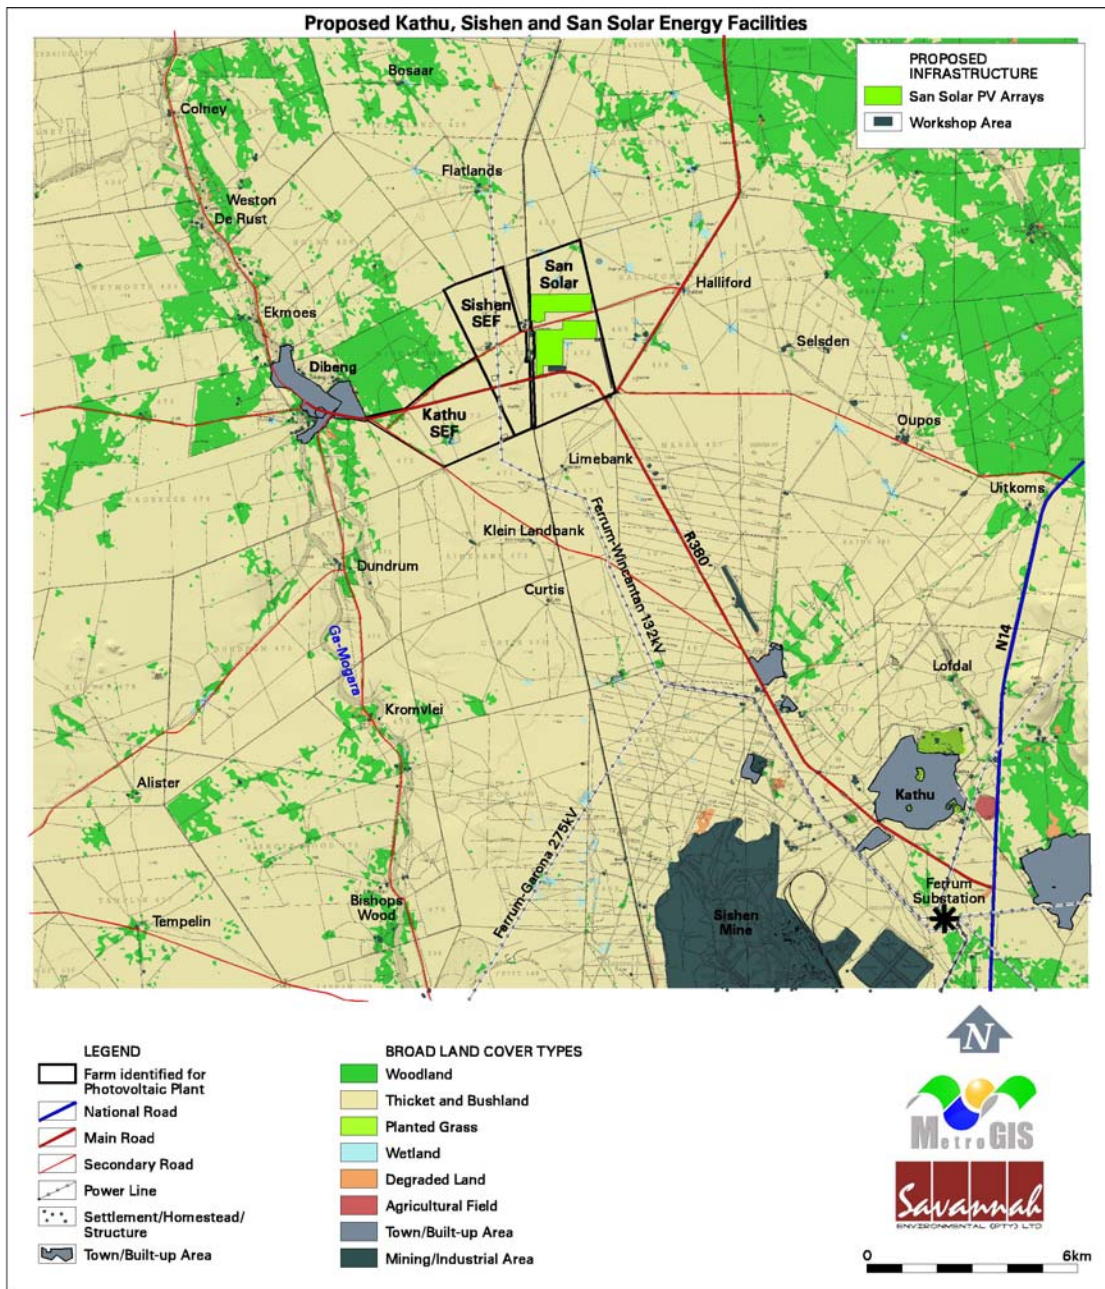 Proposed Kathu, Sishen and San Solar Energy Facilities
PROPOSED
INFRASTRUCTURE
San Solar PV Arrays
Workshop Area
Bosaar
Colney
Flatlands
Weston
De Rust
San
Solar
Halliford
Sishen
SEF
Ekmoes
Selsden
Dibeng
Kathu
SEF
Oupos
Limebank
Uitkoms
Klein Landbank
Ferrum-Wincantan 132kV
R380
Dundrum
Curtis
Ga-Mogara
N14
Lofdal
Kromvlei
Alister
Kathu
Ferrum-Garona 275kV
Bishops
Wood
Ferrum
Substation
Tempelin
Sishen
Mine
LEGEND
Farm identified for
Photovoltaic Plant
National Road
Main Road
Secondary Road
Power Line
Settlement/Homestead/
Structure
Town/Built-up Area
BROAD LAND COVER TYPES
Woodland
Thicket and Bushland
Planted Grass
Wetland
Degraded Land
Agricultural Field
Town/Built-up Area
Mining/Industrial Area
N
MetroGIS
Savannah
ENVIRONMENTAL (PTY) LTD
0 6km